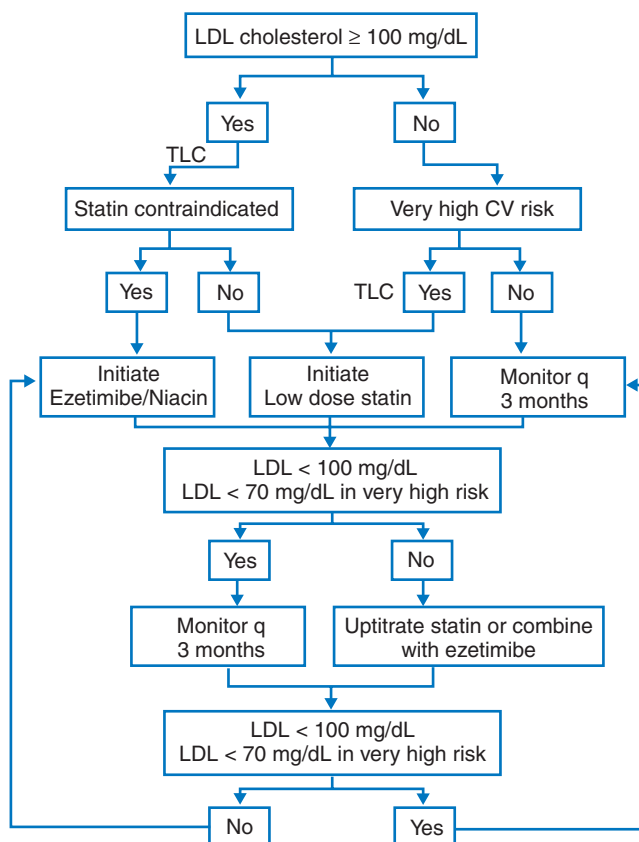 LDL cholesterol ≥ 100 mg/dL
Yes
No
TLC
Statin contraindicated
Very high CV risk
Yes
No
TLC
Yes
No
Initiate
Ezetimibe/Niacin
Initiate
Low dose statin
Monitor q
3 months
LDL < 100 mg/dL
LDL < 70 mg/dL in very high risk
Yes
No
Monitor q
3 months
Uptitrate statin or combine
with ezetimibe
LDL < 100 mg/dL
LDL < 70 mg/dL in very high risk
No
Yes